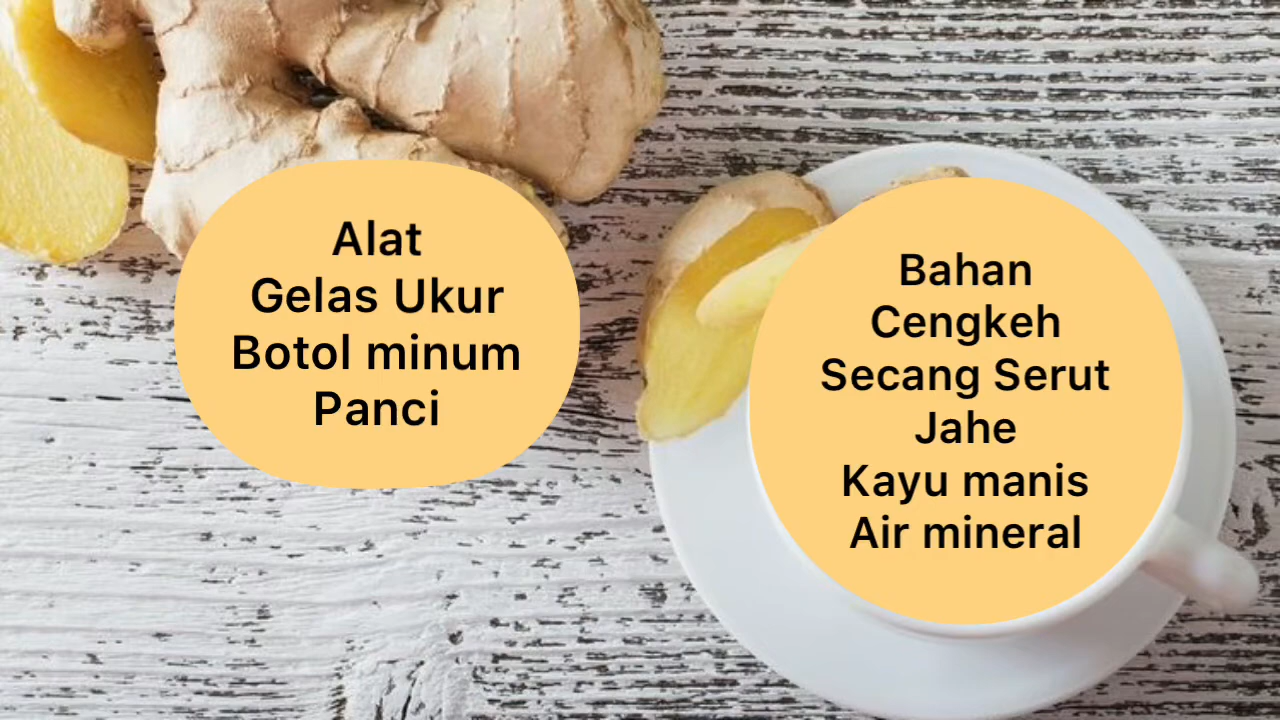 Alat
Gelas Ukur
Botol minum
Panci
Bahan
Cengkeh
Secang Serut
Jahe
Kayu manis
Air mineral